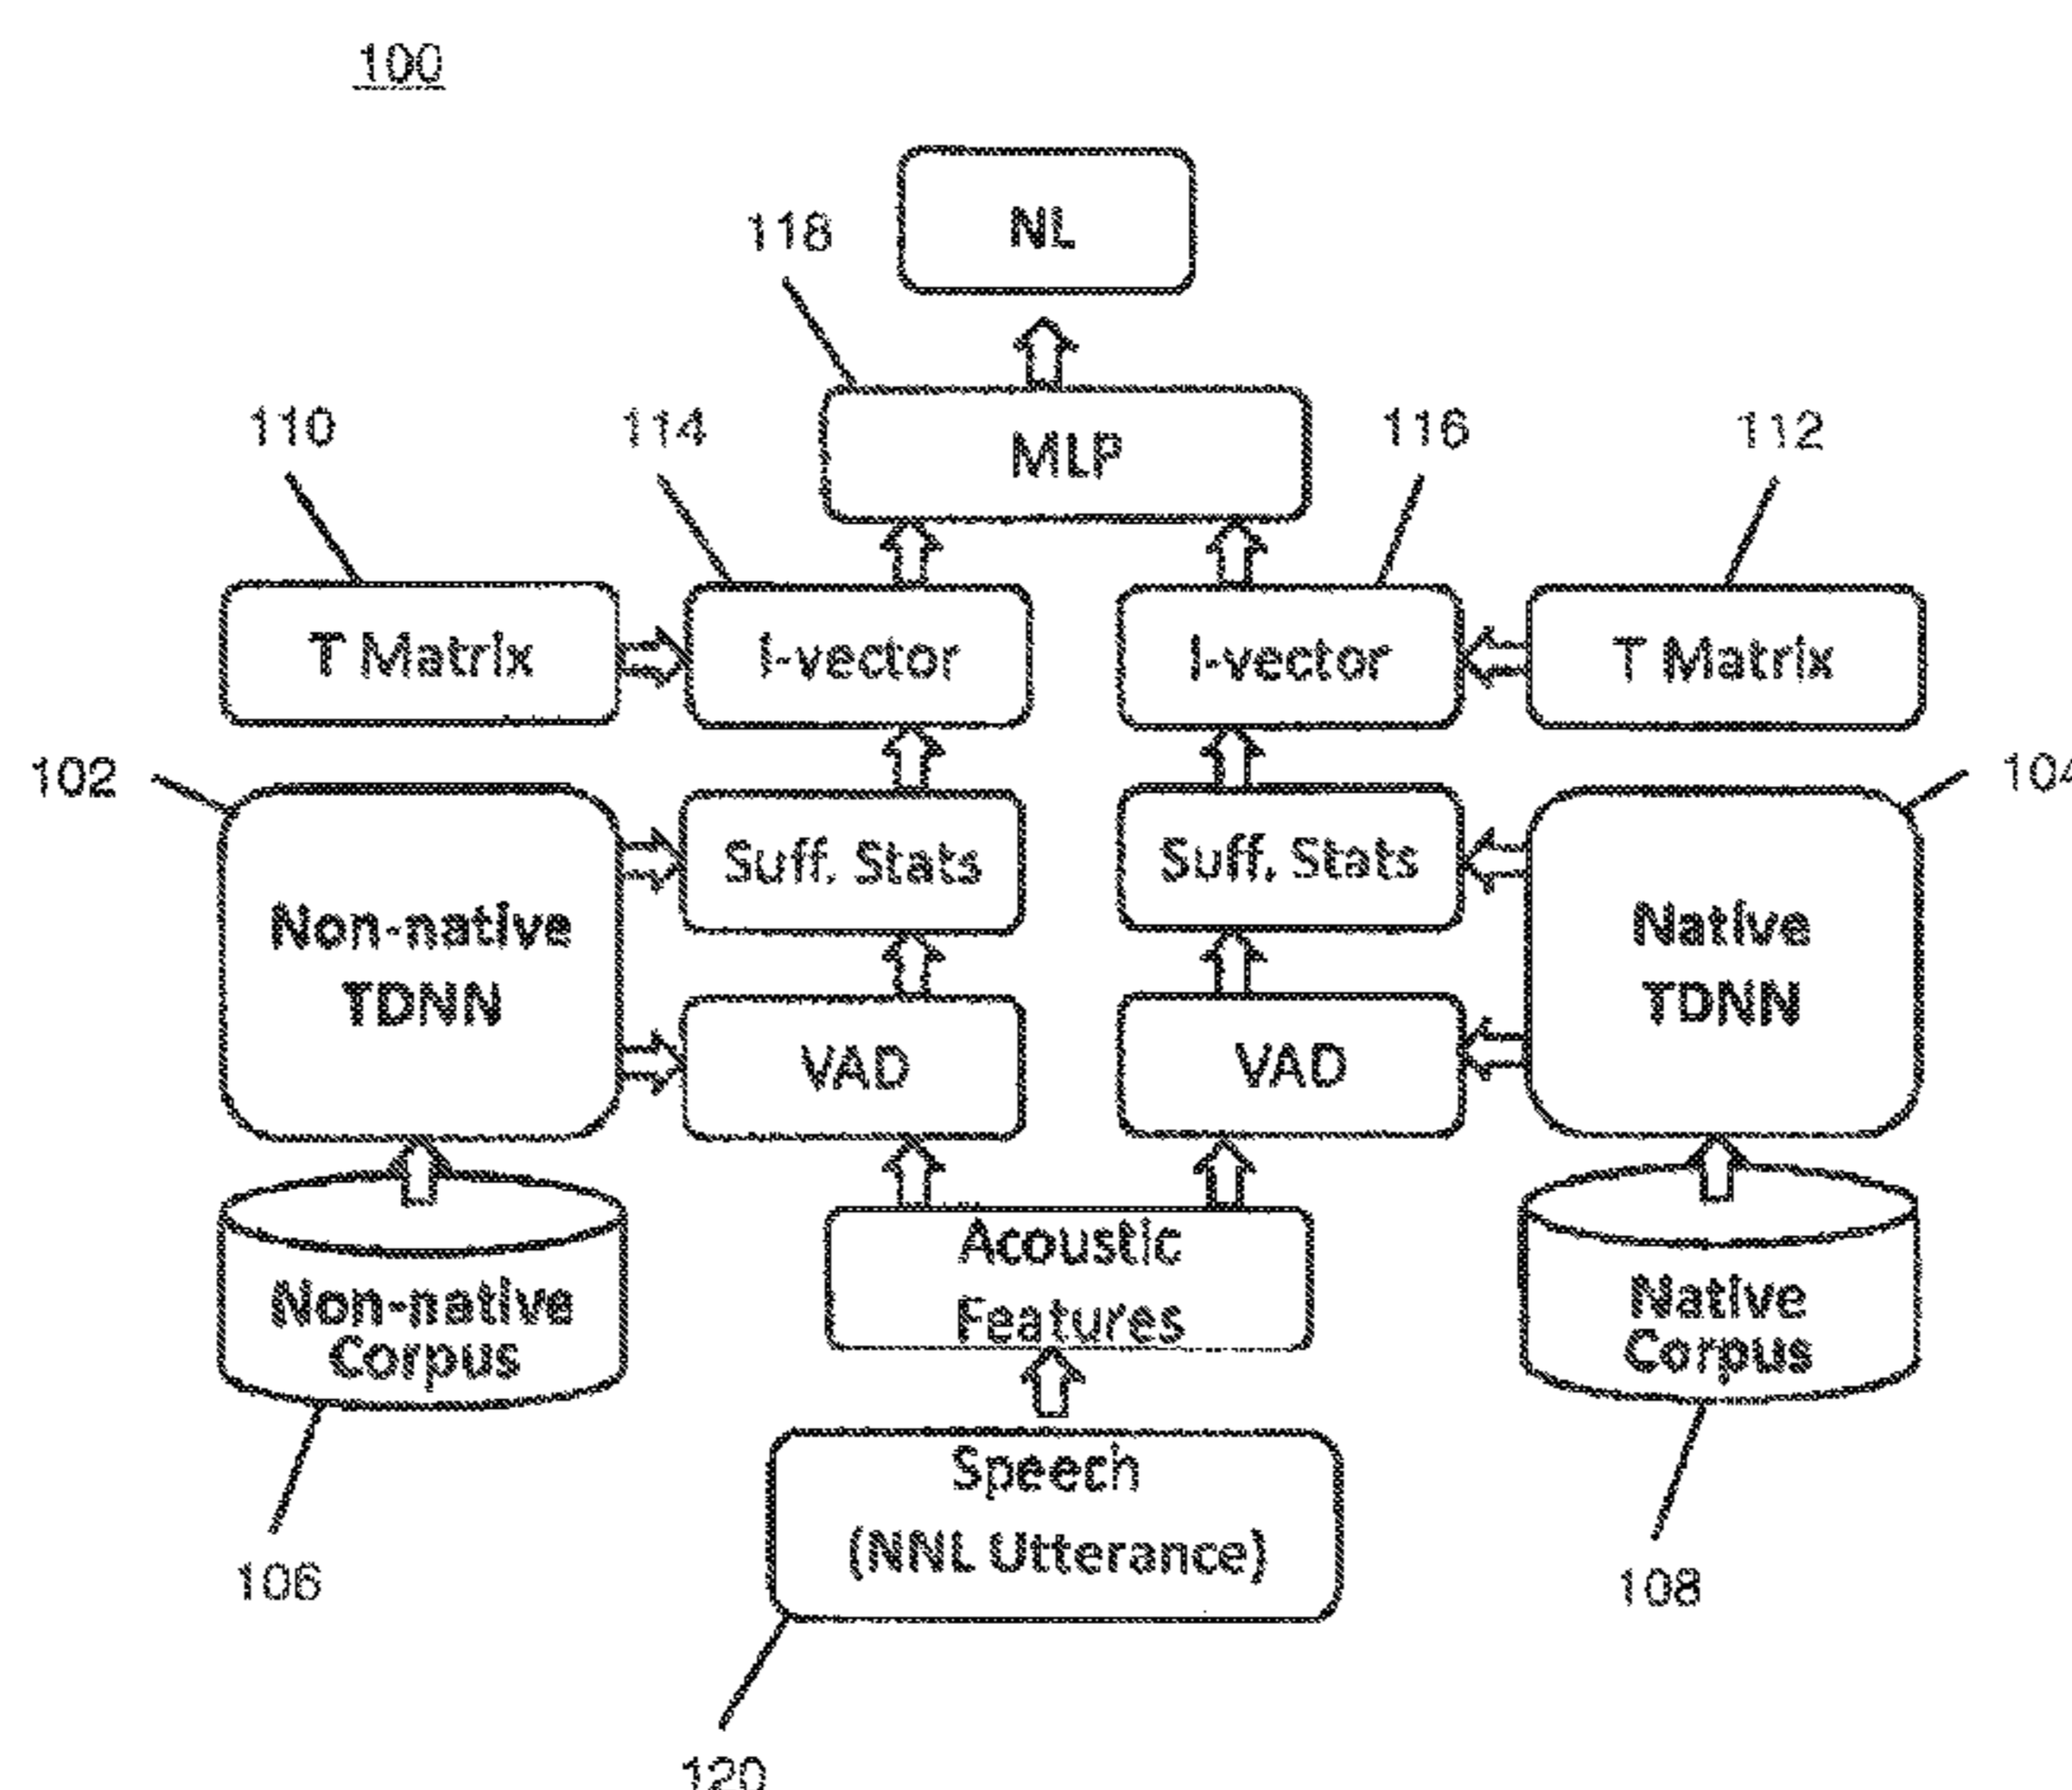 100
NL
118
MLP
110
114
116
112
T Matrix
I-vector
I-vector
T Matrix
102
104
Non-native
TDNN
Suff. Stats
Suff. Stats
Native
TDNN
VAD
VAD
Non-native
Corpus
Acoustic
Features
Native
Corpus
Speech
(NNL Utterance)
106
108
120